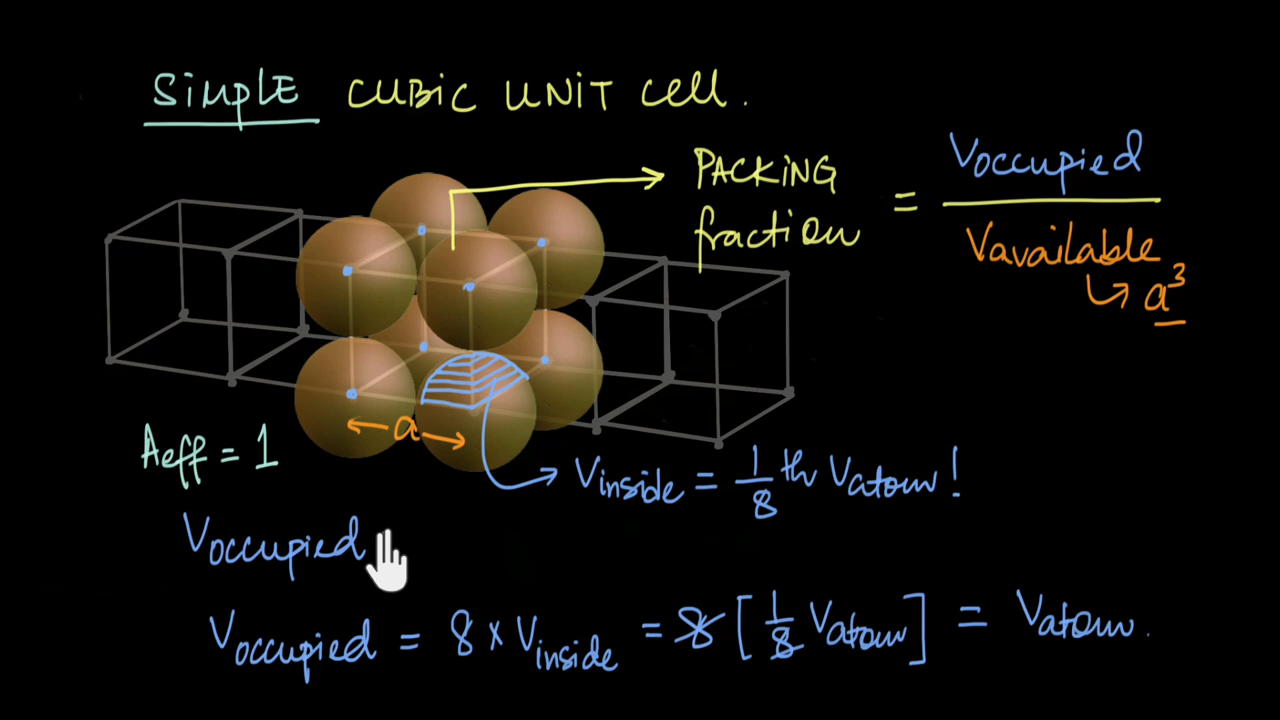 SIMPLE CUBIC UNIT CELL.
PACKING fraction = Voccupied / Vavailable
→ a³
← a →
Aeff = 1
Vinside = 1/8 th Vatom!
Voccupied
Voccupied = 8 × Vinside = 8 [1/8 Vatom] = Vatom.